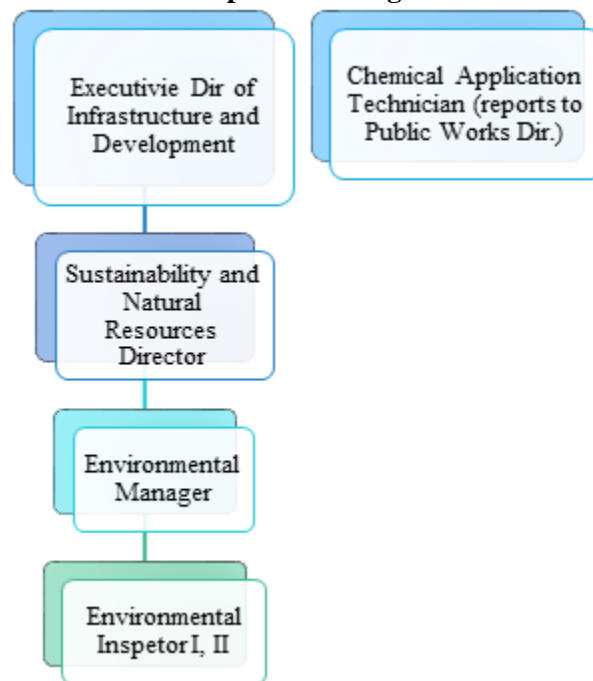 Executivie Dir of
Infrastructure and
Development
Chemical Application
Technician (reports to
Public Works Dir.)
Sustainability and
Natural
Resources
Director
Environmental
Manager
Environmental
Inspetor I, II